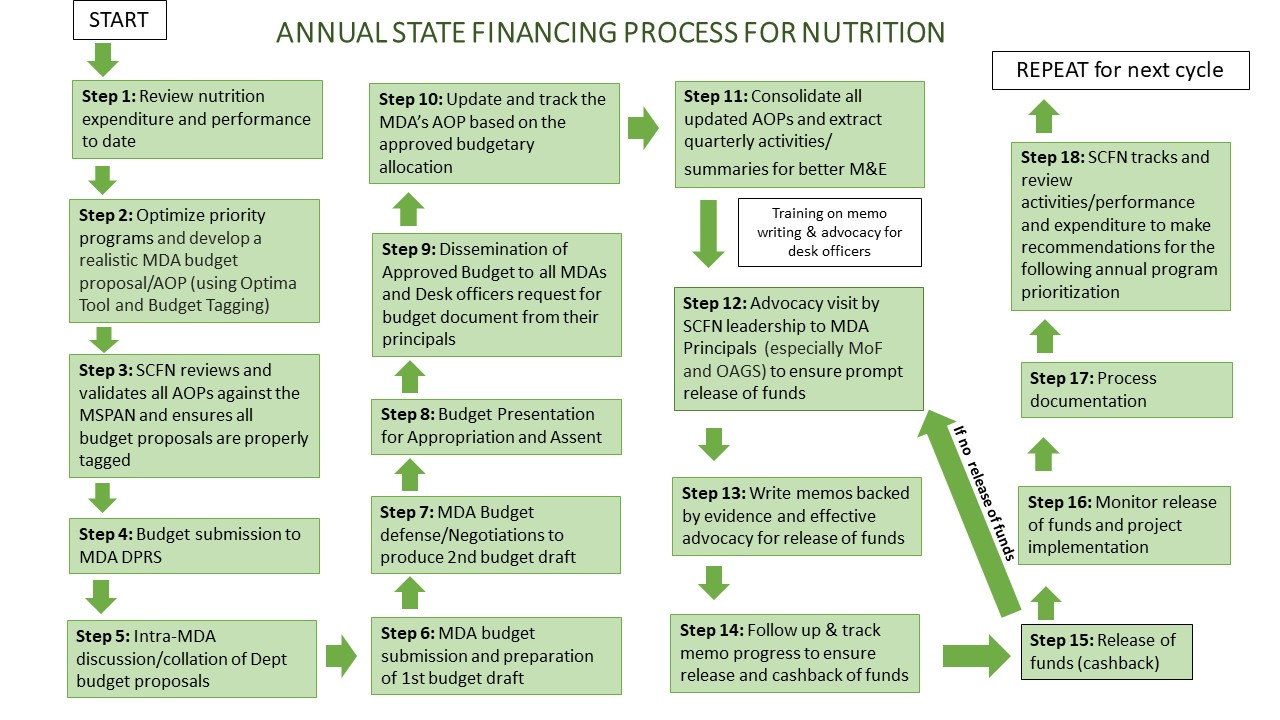 START
ANNUAL STATE FINANCING PROCESS FOR NUTRITION
Step 1: Review nutrition
expenditure and performance
to date
Step 2: Optimize priority
programs and develop a
realistic MDA budget
proposal/AOP (using Optima
Tool and Budget Tagging)
Step 3: SCFN reviews and
validates all AOPs against the
MSPAN and ensures all
budget proposals are properly
tagged
Step 4: Budget submission to
MDA DPRS
Step 5: Intra-MDA
discussion/collation of Dept
budget proposals
Step 6: MDA budget
submission and preparation
of 1st budget draft
Step 7: MDA Budget
defense/Negotiations to
produce 2nd budget draft
Step 8: Budget Presentation
for Appropriation and Assent
Step 9: Dissemination of
Approved Budget to all MDAs
and Desk officers request for
budget document from their
principals
Step 10: Update and track the
MDA’s AOP based on the
approved budgetary
allocation
Step 11: Consolidate all
updated AOPs and extract
quarterly activities/
summaries for better M&E
Training on memo
writing & advocacy for
desk officers
Step 12: Advocacy visit by
SCFN leadership to MDA
Principals (especially MoF
and OAGS) to ensure prompt
release of funds
Step 13: Write memos backed
by evidence and effective
advocacy for release of funds
Step 14: Follow up & track
memo progress to ensure
release and cashback of funds
If no release of funds
Step 15: Release of
funds (cashback)
Step 16: Monitor release
of funds and project
implementation
Step 17: Process
documentation
Step 18: SCFN tracks and
review
activities/performance
and expenditure to make
recommendations for the
following annual program
prioritization
REPEAT for next cycle